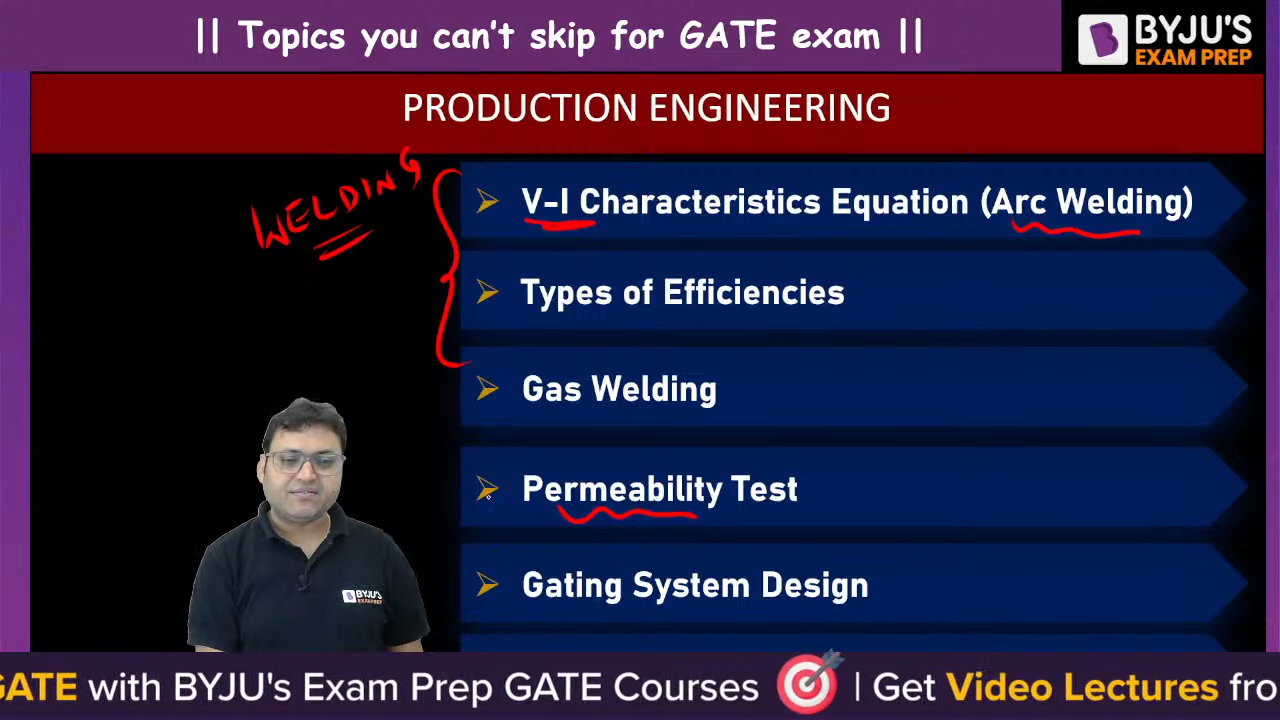 || Topics you can't skip for GATE exam ||
BYJU'S
EXAM PREP
PRODUCTION ENGINEERING
WELDING
➢ V-I Characteristics Equation (Arc Welding)
➢ Types of Efficiencies
➢ Gas Welding
➢ Permeability Test
➢ Gating System Design
BYJU'S
EXAM PREP
GATE with BYJU's Exam Prep GATE Courses | Get Video Lectures fro